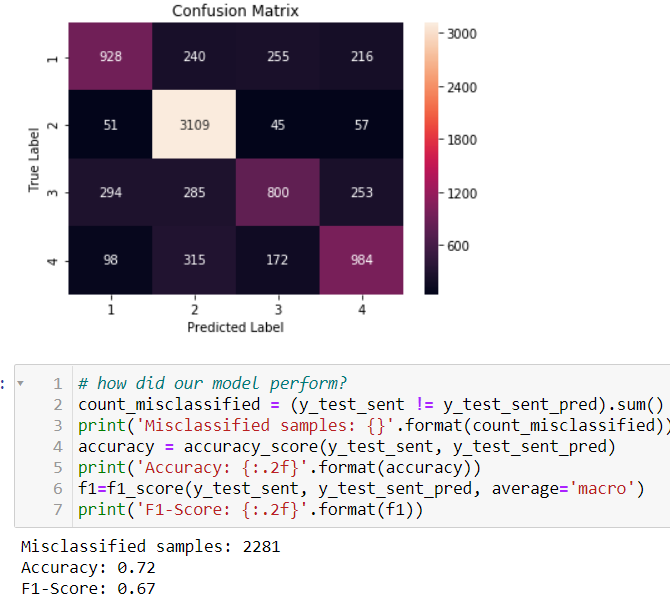 Confusion Matrix
1 928 240 255 216
2 51 3109 45 57
3 294 285 800 253
4 98 315 172 984
1 2 3 4
True Label
Predicted Label
3000
2400
1800
1200
600
:
1 # how did our model perform?
2 count_misclassified = (y_test_sent != y_test_sent_pred).sum()
3 print('Misclassified samples: {}'.format(count_misclassified))
4 accuracy = accuracy_score(y_test_sent, y_test_sent_pred)
5 print('Accuracy: {:.2f}'.format(accuracy))
6 f1=f1_score(y_test_sent, y_test_sent_pred, average='macro')
7 print('F1-Score: {:.2f}'.format(f1))
Misclassified samples: 2281
Accuracy: 0.72
F1-Score: 0.67